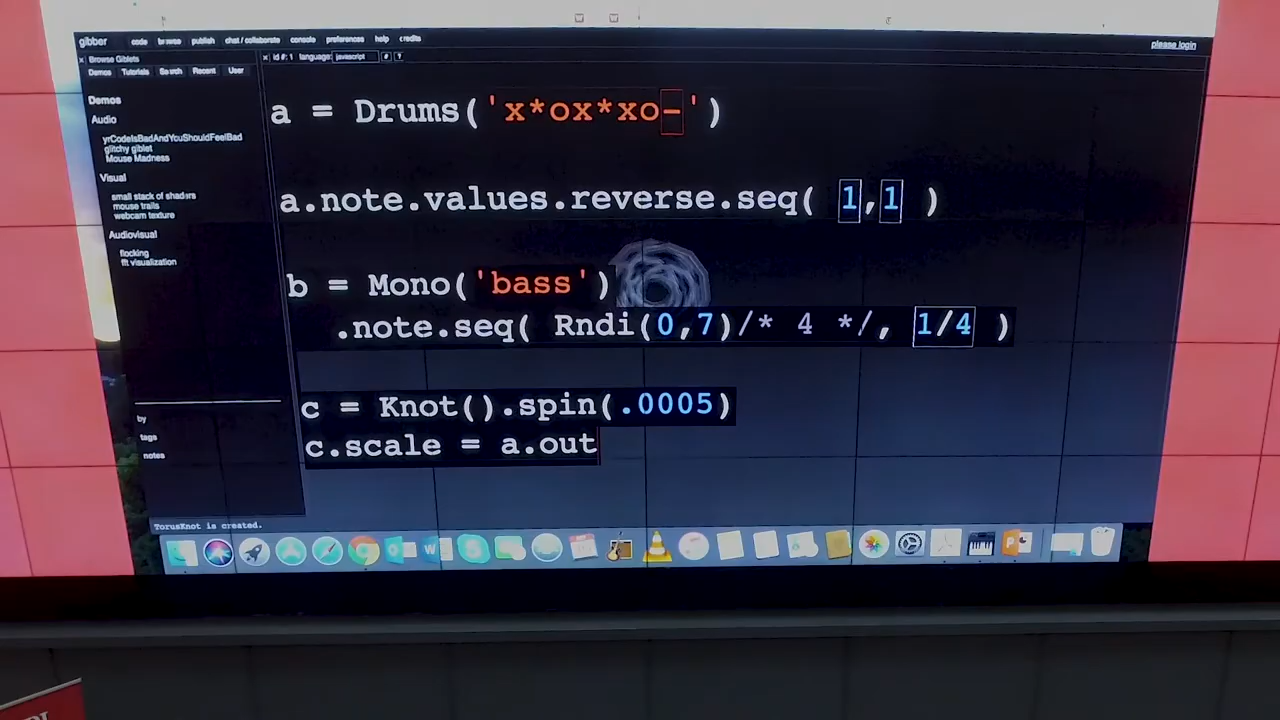 gibber code browse publish chat / collaborate console preferences help credits
please login
x Browse Giblets
x id #: 1 language: javascript # ?
Demos Tutorials Search Recent User
Demos
Audio
yrCodeIsBadAndYouShouldFeelBad
glitchy giblet
Mouse Madness
Visual
small stack of shaders
mouse trails
webcam texture
Audiovisual
flocking
fft visualization
by
tags
notes
a = Drums('x*ox*xo-')
a.note.values.reverse.seq( 1,1 )
b = Mono('bass')
.note.seq( Rndi(0,7)/* 4 */, 1/4 )
c = Knot().spin(.0005)
c.scale = a.out
TorusKnot is created.